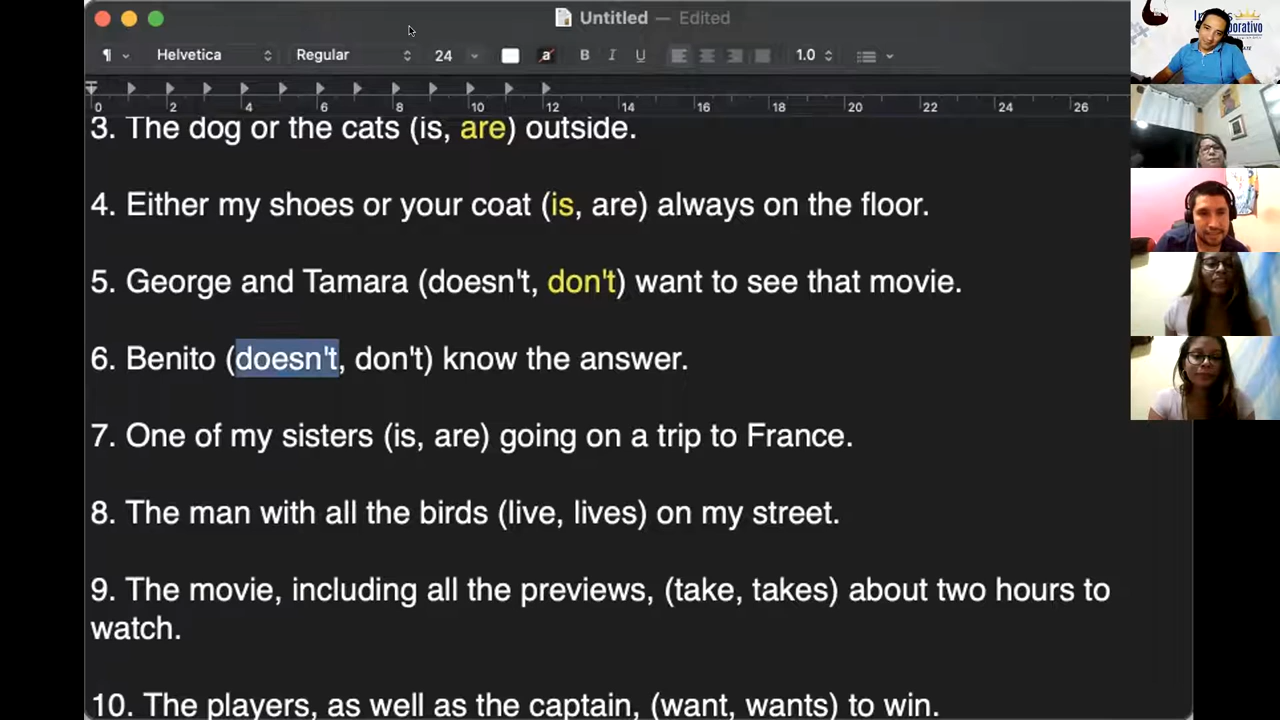 Untitled — Edited
¶ Helvetica Regular 24 a B I U 1.0
0 2 4 6 8 10 12 14 16 18 20 22 24 26
3. The dog or the cats (is, are) outside.
4. Either my shoes or your coat (is, are) always on the floor.
5. George and Tamara (doesn't, don't) want to see that movie.
6. Benito (doesn't, don't) know the answer.
7. One of my sisters (is, are) going on a trip to France.
8. The man with all the birds (live, lives) on my street.
9. The movie, including all the previews, (take, takes) about two hours to
watch.
10. The players, as well as the captain, (want, wants) to win.